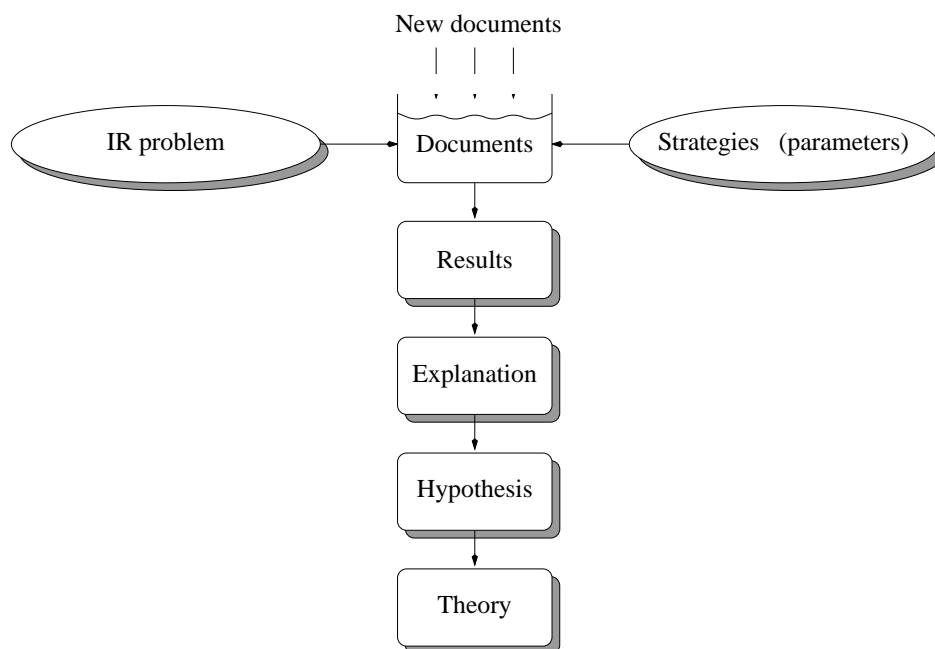 New documents
IR problem
Documents
Strategies (parameters)
Results
Explanation
Hypothesis
Theory